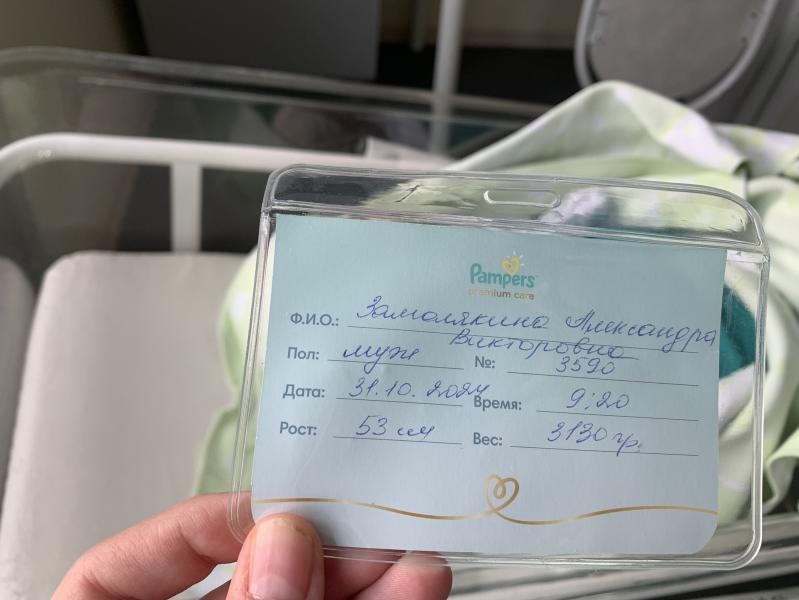 Pampers
premium care
Ф.И.О.: Замолякина Александра
Викторовна
Пол: муж №: 3590
Дата: 31.10.2024 Время: 9:20
Рост: 53 см Вес: 3130 гр.